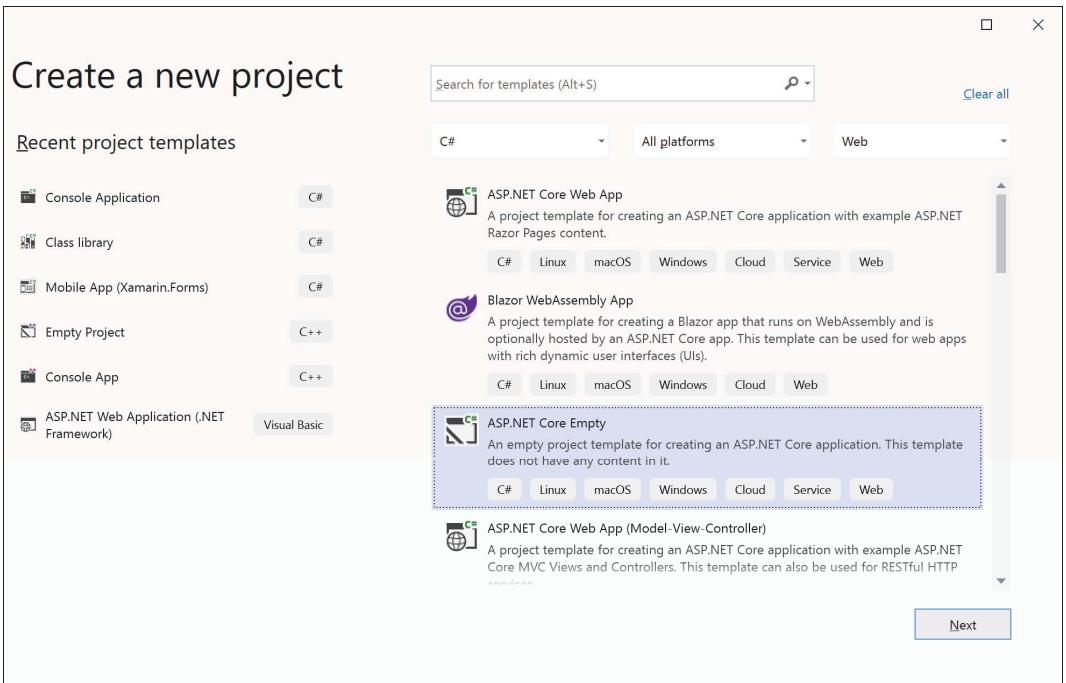 Create a new project
Search for templates (Alt+S)
Clear all
Recent project templates
C#
All platforms
Web
Console Application
C#
Class library
C#
Mobile App (Xamarin.Forms)
C#
Empty Project
C++
Console App
C++
ASP.NET Web Application (.NET
Framework)
Visual Basic
ASP.NET Core Web App
A project template for creating an ASP.NET Core application with example ASP.NET
Razor Pages content.
C# Linux macOS Windows Cloud Service Web
Blazor WebAssembly App
A project template for creating a Blazor app that runs on WebAssembly and is
optionally hosted by an ASP.NET Core app. This template can be used for web apps
with rich dynamic user interfaces (UIs).
C# Linux macOS Windows Cloud Web
ASP.NET Core Empty
An empty project template for creating an ASP.NET Core application. This template
does not have any content in it.
C# Linux macOS Windows Cloud Service Web
ASP.NET Core Web App (Model-View-Controller)
A project template for creating an ASP.NET Core application with example ASP.NET
Core MVC Views and Controllers. This template can also be used for RESTful HTTP
Next